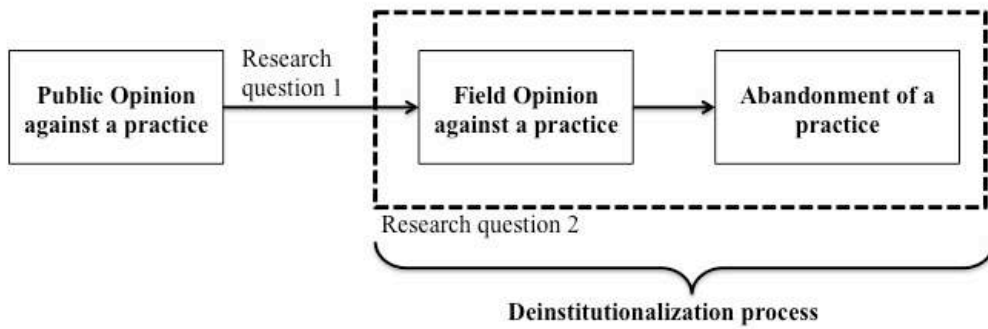 Research
question 1
Public Opinion
against a practice
Field Opinion
against a practice
Abandonment of a
practice
Research question 2
Deinstitutionalization process